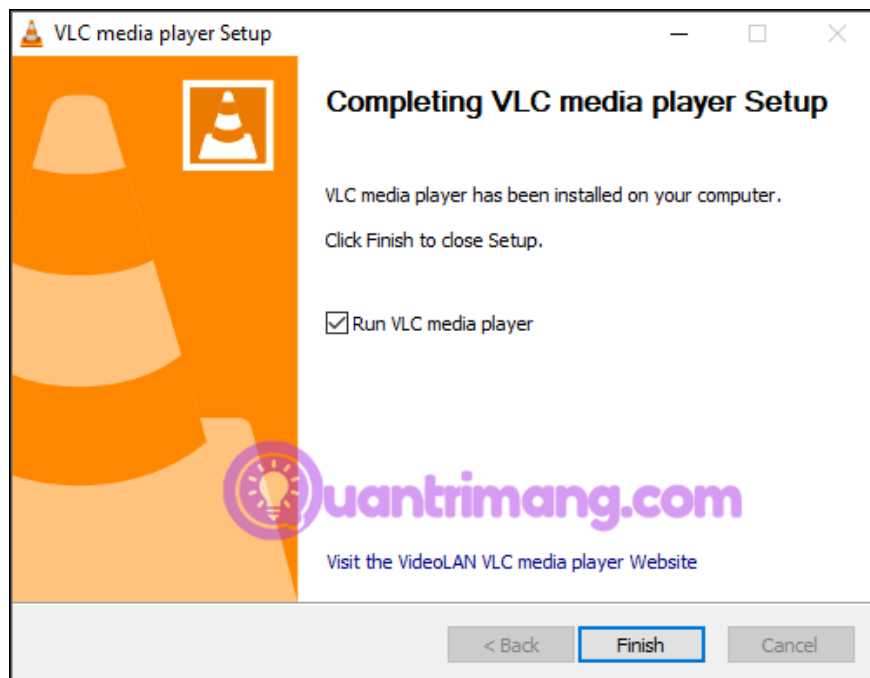 VLC media player Setup
Completing VLC media player Setup
VLC media player has been installed on your computer.
Click Finish to close Setup.
Run VLC media player
Quantrimang.com
Visit the VideoLAN VLC media player Website
< Back
Finish
Cancel